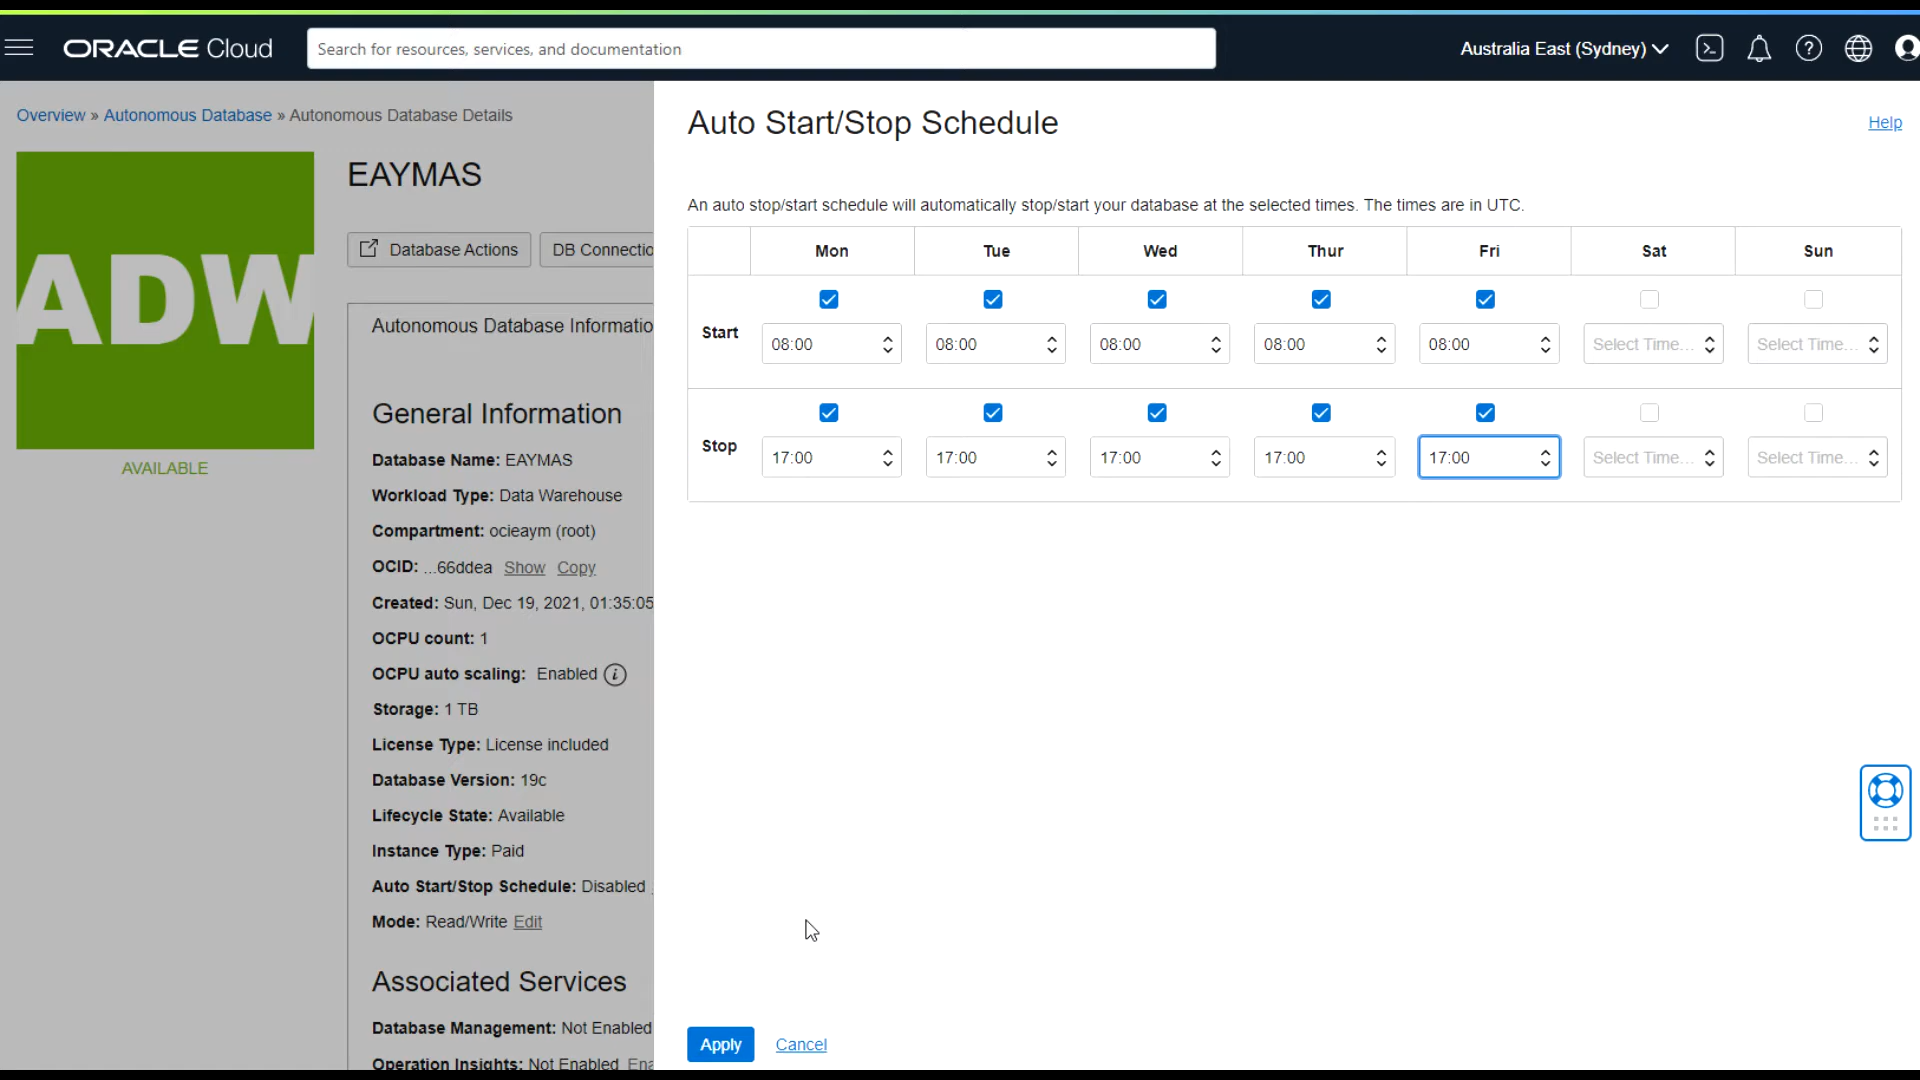 ORACLE Cloud
Search for resources, services, and documentation
Australia East (Sydney)
Overview » Autonomous Database » Autonomous Database Details
ADW
AVAILABLE
EAYMAS
Database Actions
DB Connectio
Autonomous Database Informatio
General Information
Database Name: EAYMAS
Workload Type: Data Warehouse
Compartment: ocieaym (root)
OCID: ...66ddea Show Copy
Created: Sun, Dec 19, 2021, 01:35:05
OCPU count: 1
OCPU auto scaling: Enabled
Storage: 1 TB
License Type: License included
Database Version: 19c
Lifecycle State: Available
Instance Type: Paid
Auto Start/Stop Schedule: Disabled
Mode: Read/Write Edit
Associated Services
Database Management: Not Enabled
Operation Insights: Not Enabled Ena
Auto Start/Stop Schedule
Help
An auto stop/start schedule will automatically stop/start your database at the selected times. The times are in UTC.
Mon Tue Wed Thur Fri Sat Sun
Start
08:00 08:00 08:00 08:00 08:00 Select Time... Select Time...
Stop
17:00 17:00 17:00 17:00 17:00 Select Time... Select Time...
Apply Cancel